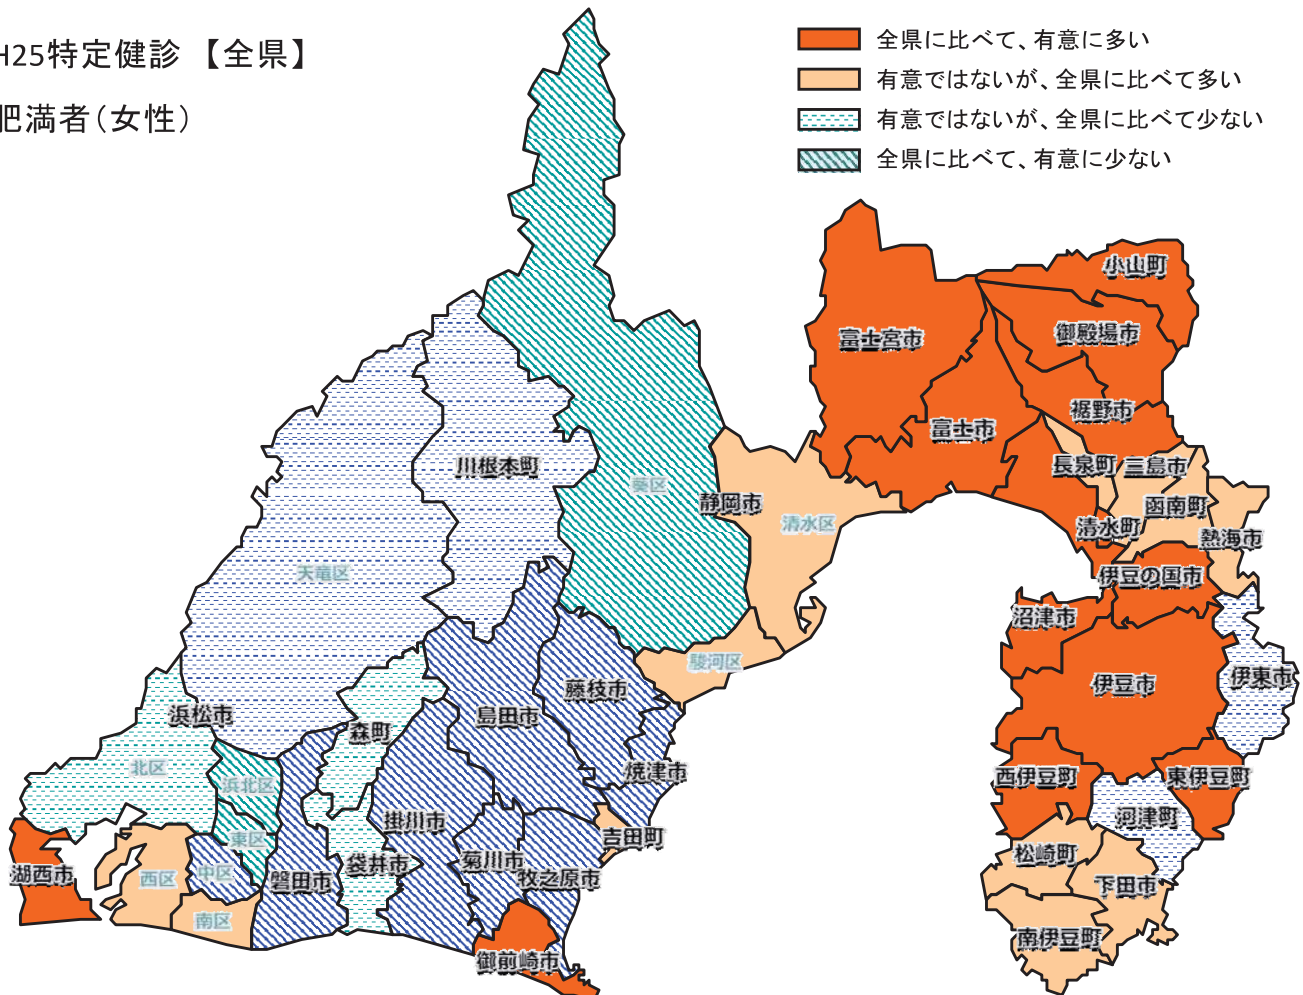 H25特定健診 【全県】
肥満者(女性)
全県に比べて、有意に多い
有意ではないが、全県に比べて多い
有意ではないが、全県に比べて少ない
全県に比べて、有意に少ない
小山町
御殿場市
富士宮市
裾野市
富士市
長泉町
三島市
川根本町
葵区
静岡市
函南町
清水区
清水町
熱海市
天竜区
伊豆の国市
沼津市
駿河区
伊東市
伊豆市
藤枝市
浜松市
島田市
森町
北区
焼津市
西伊豆町
東伊豆町
浜北区
河津町
掛川市
東区
吉田町
松崎町
菊川市
袋井市
湖西市
西区
中区
磐田市
牧之原市
下田市
南区
南伊豆町
御前崎市